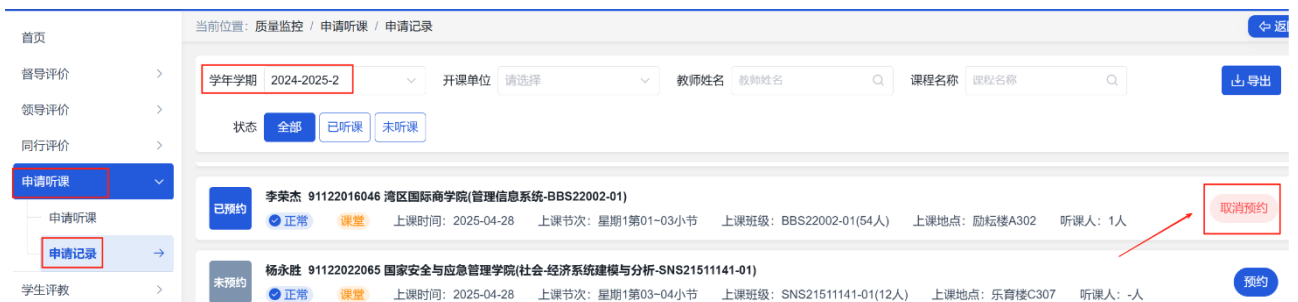 首页
督导评价
领导评价
同行评价
申请听课
申请听课
申请记录
学生评教
当前位置：质量监控 / 申请听课 / 申请记录
返
学年学期 2024-2025-2 开课单位 请选择 教师姓名 教师姓名 课程名称 课程名称 导出
状态 全部 已听课 未听课
已预约
李荣杰 91122016046 湾区国际商学院(管理信息系统-BBS22002-01)
正常 课堂 上课时间：2025-04-28 上课节次：星期1第01~03小节 上课班级：BBS22002-01(54人) 上课地点：励耘楼A302 听课人：1人
取消预约
未预约
杨永胜 91122022065 国家安全与应急管理学院(社会-经济系统建模与分析-SNS21511141-01)
正常 课堂 上课时间：2025-04-28 上课节次：星期1第03~04小节 上课班级：SNS21511141-01(12人) 上课地点：乐育楼C307 听课人：-人
预约